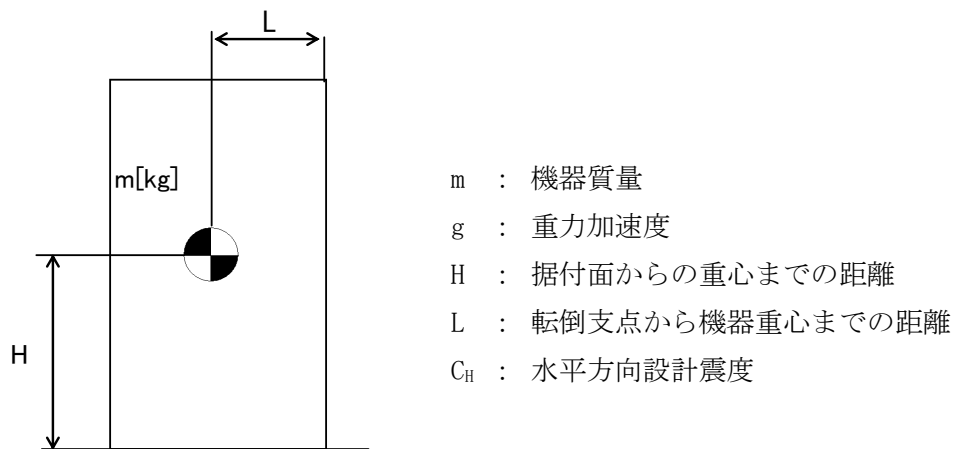 L
m[kg]
H
m : 機器質量
g : 重力加速度
H : 据付面からの重心までの距離
L : 転倒支点から機器重心までの距離
C_H : 水平方向設計震度